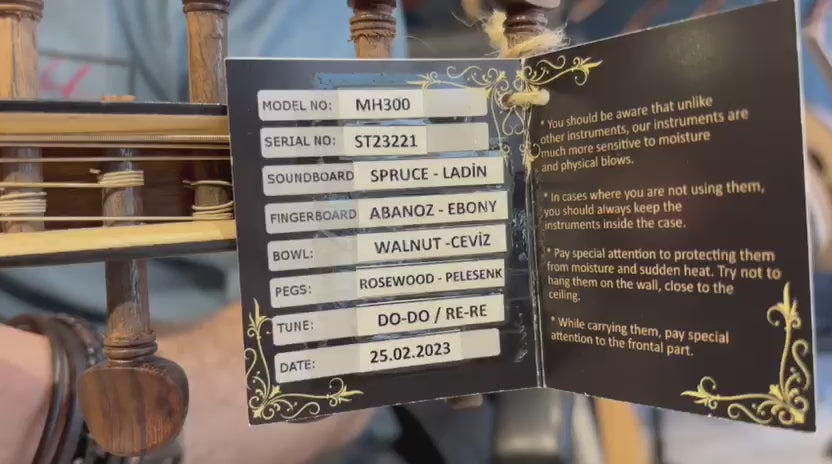 MODEL NO: MH300
SERIAL NO: ST23221
SOUNDBOARD SPRUCE - LADİN
FINGERBOARD ABANOZ - EBONY
BOWL: WALNUT -CEVİZ
PEGS: ROSEWOOD - PELESENK
TUNE: DO-DO / RE-RE
DATE: 25.02.2023
* You should be aware that unlike
other instruments, our instruments are
much more sensitive to moisture
and physical blows.
* In cases where you are not using them,
you should always keep the
instruments inside the case.
* Pay special attention to protecting them
from moisture and sudden heat. Try not to
hang them on the wall, close to the
ceiling.
* While carrying them, pay special
attention to the frontal part.